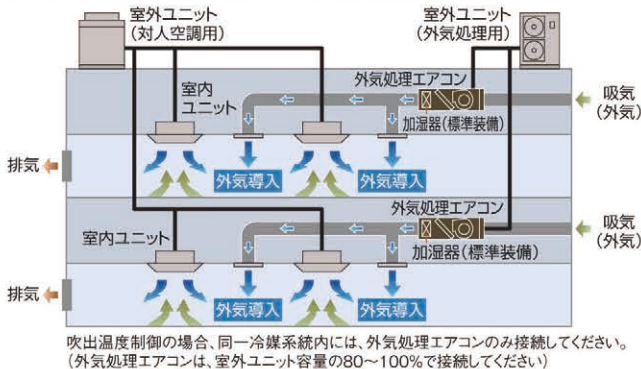 室外ユニット
(対人空調用)
室外ユニット
(外気処理用)
室内
ユニット
外気処理エアコン
加湿器(標準装備)
吸気
(外気)
排気
外気導入
外気導入
外気処理エアコン
室内ユニット
加湿器(標準装備)
吸気
(外気)
排気
外気導入
外気導入
吹出温度制御の場合、同一冷媒系統内には、外気処理エアコンのみ接続してください。
(外気処理エアコンは、室外ユニット容量の80~100%で接続してください)